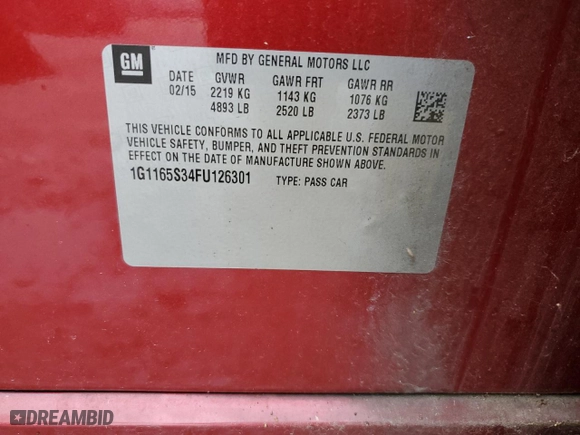 GM
MFD BY GENERAL MOTORS LLC
DATE GVWR GAWR FRT GAWR RR
02/15 2219 KG 1143 KG 1076 KG
4893 LB 2520 LB 2373 LB
THIS VEHICLE CONFORMS TO ALL APPLICABLE U.S. FEDERAL MOTOR
VEHICLE SAFETY, BUMPER, AND THEFT PREVENTION STANDARDS IN
EFFECT ON THE DATE OF MANUFACTURE SHOWN ABOVE.
1G1165S34FU126301 TYPE: PASS CAR
DREAMBID